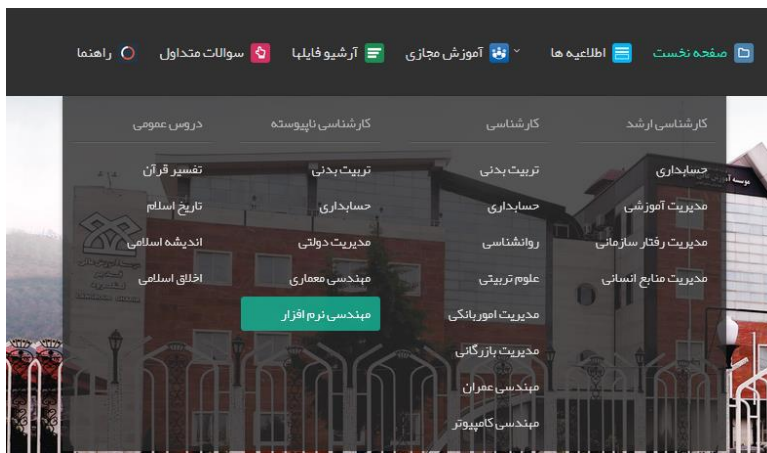 صفحه نخست
اطلاعیه ها
آموزش مجازی
آرشیو فایلها
سوالات متداول
راهنما
کارشناسی ارشد
حسابداری
مدیریت آموزشی
مدیریت رفتار سازمانی
مدیریت منابع انسانی
کارشناسی
تربیت بدنی
حسابداری
روانشناسی
علوم تربیتی
مدیریت اموربانکی
مدیریت بازرگانی
مهندسی عمران
مهندسی کامپیوتر
کارشناسی ناپیوسته
تربیت بدنی
حسابداری
مدیریت دولتی
مهندسی معماری
مهندسی نرم افزار
دروس عمومی
تفسیر قرآن
تاریخ اسلام
اندیشه اسلامی
اخلاق اسلامی